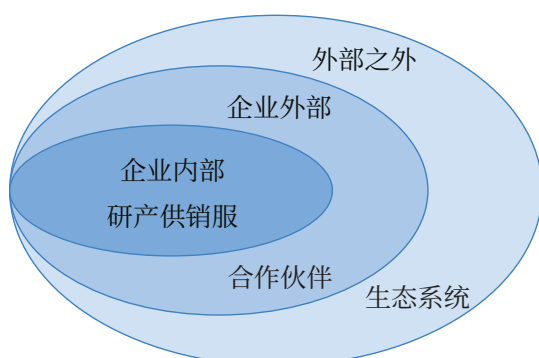 外部之外
企业外部
企业内部
研产供销服
合作伙伴
生态系统